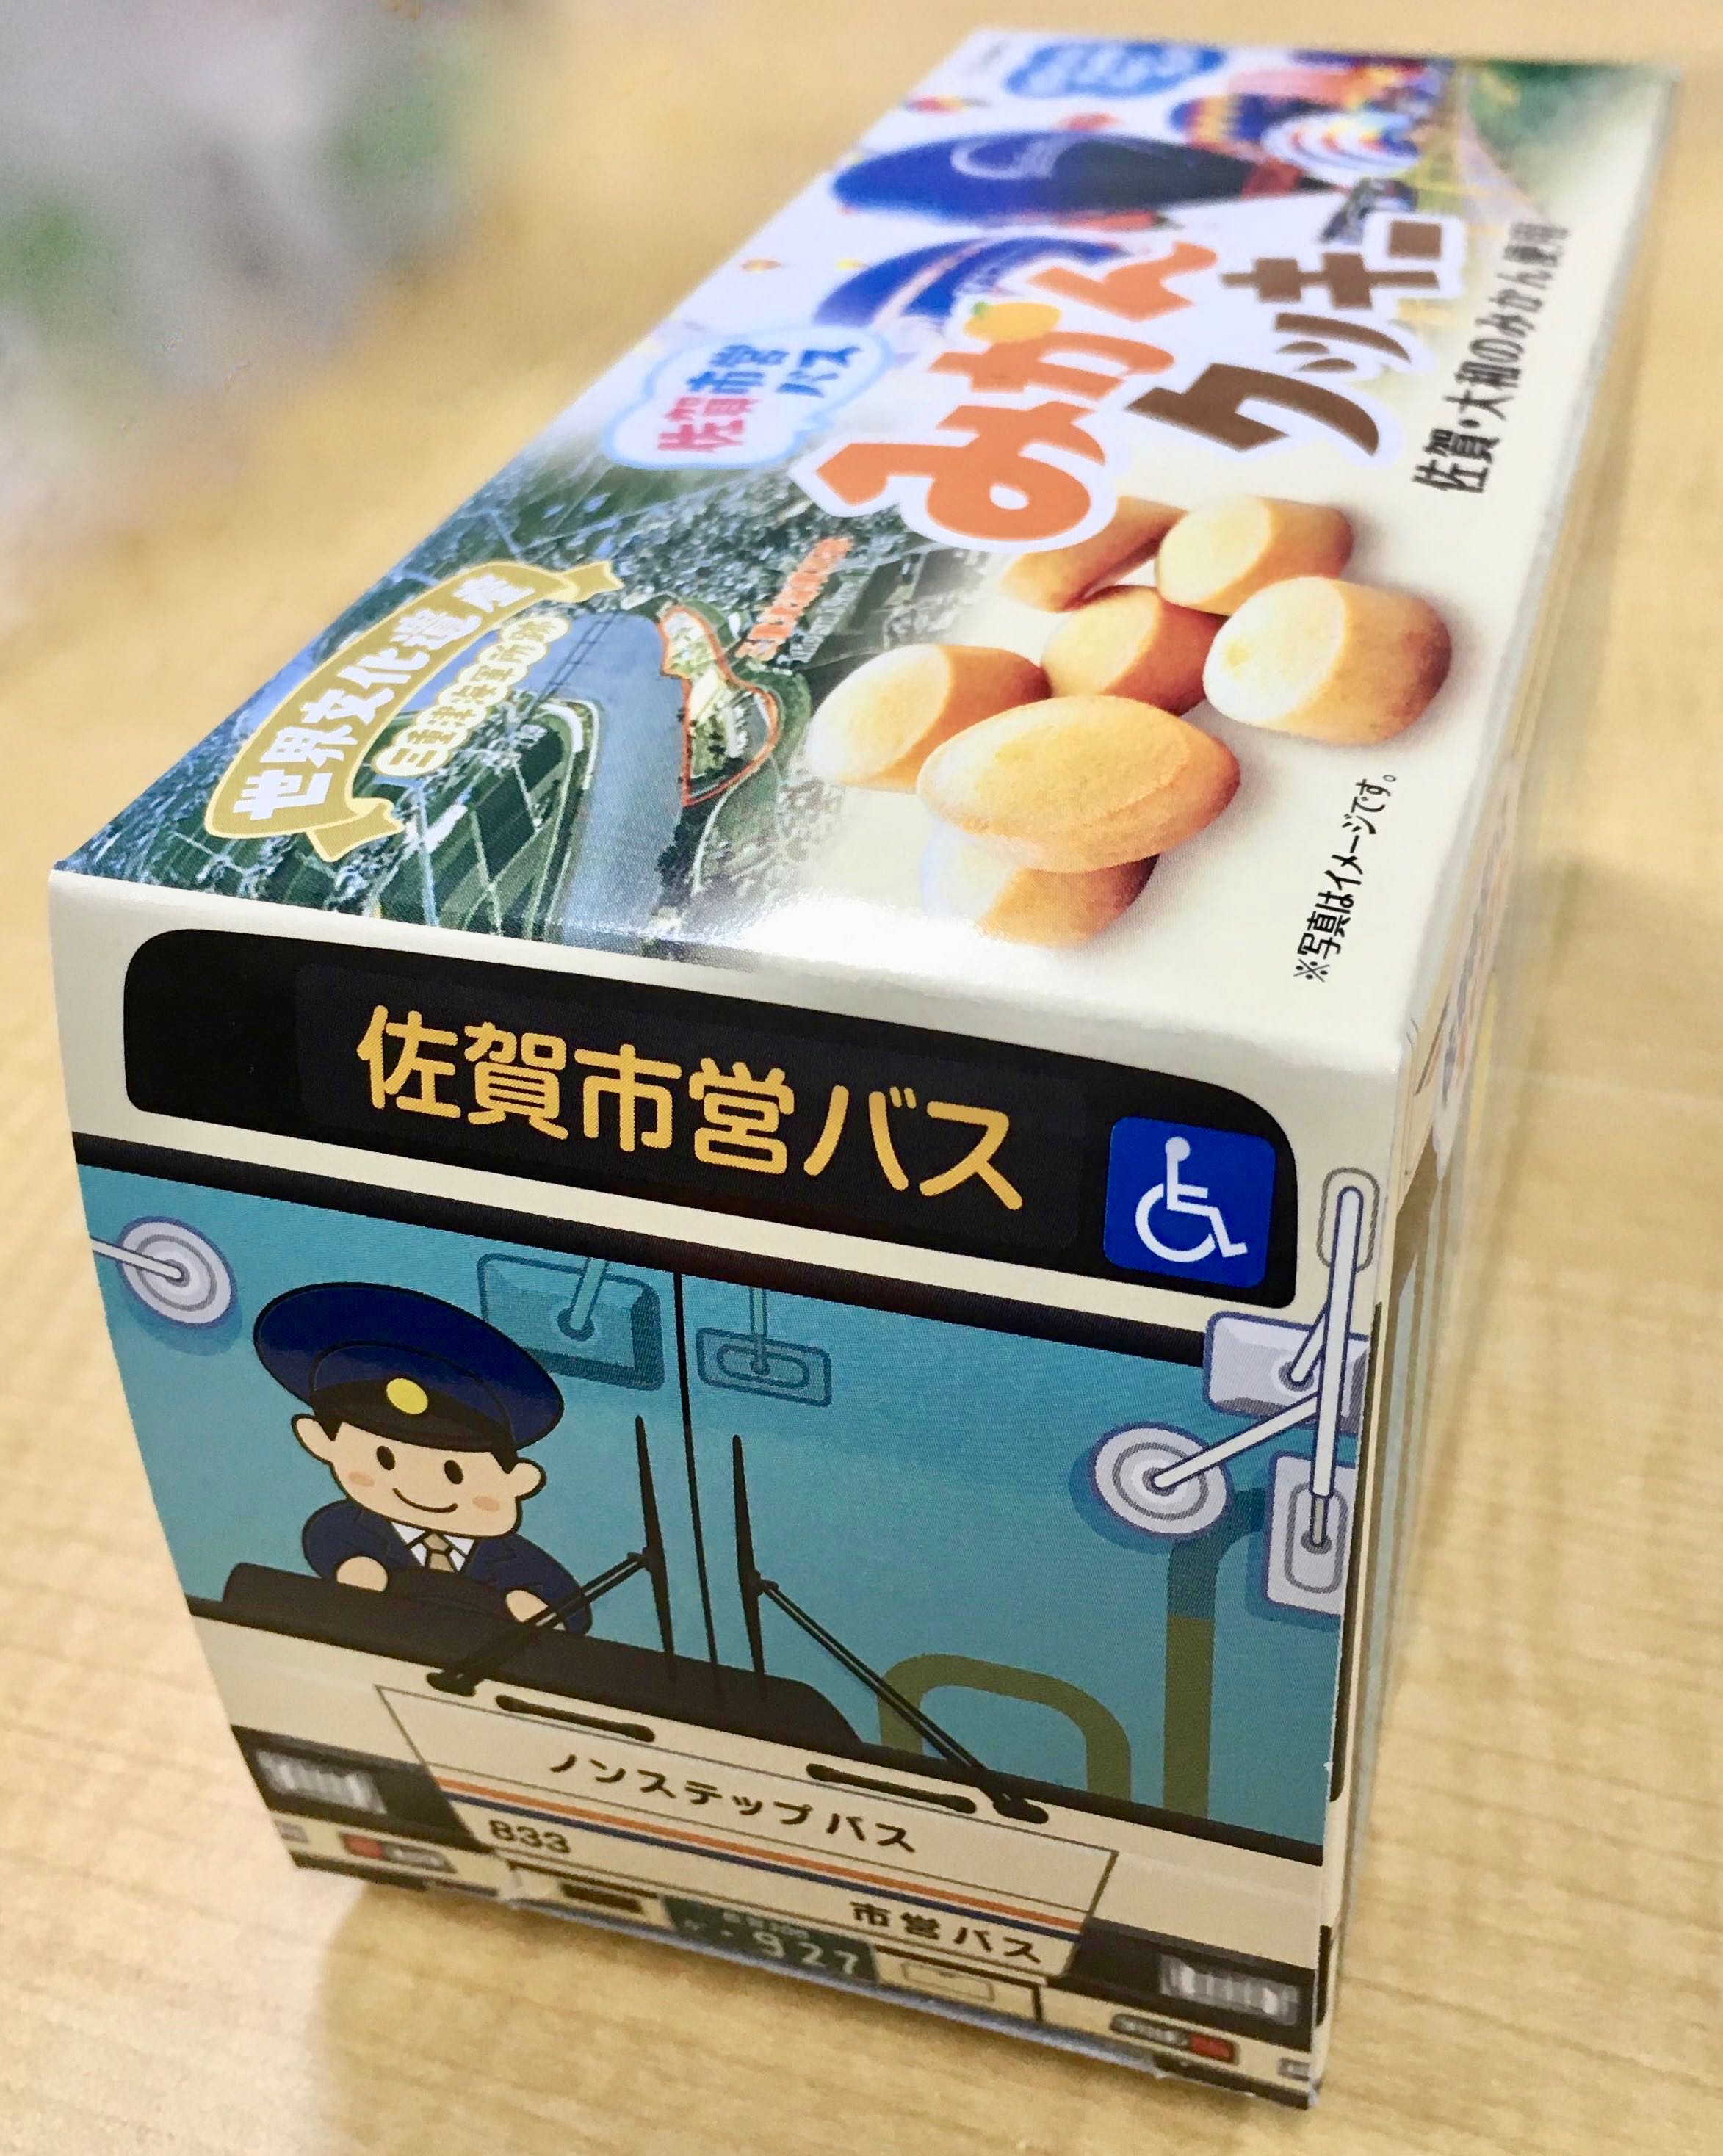 佐賀市営
バス
みかん
クッキー
佐賀・大和のみかん使用
世界文化遺産
三重津海軍所跡
※写真はイメージです。
佐賀市営バス
ノンステップバス
833
市営バス
・927